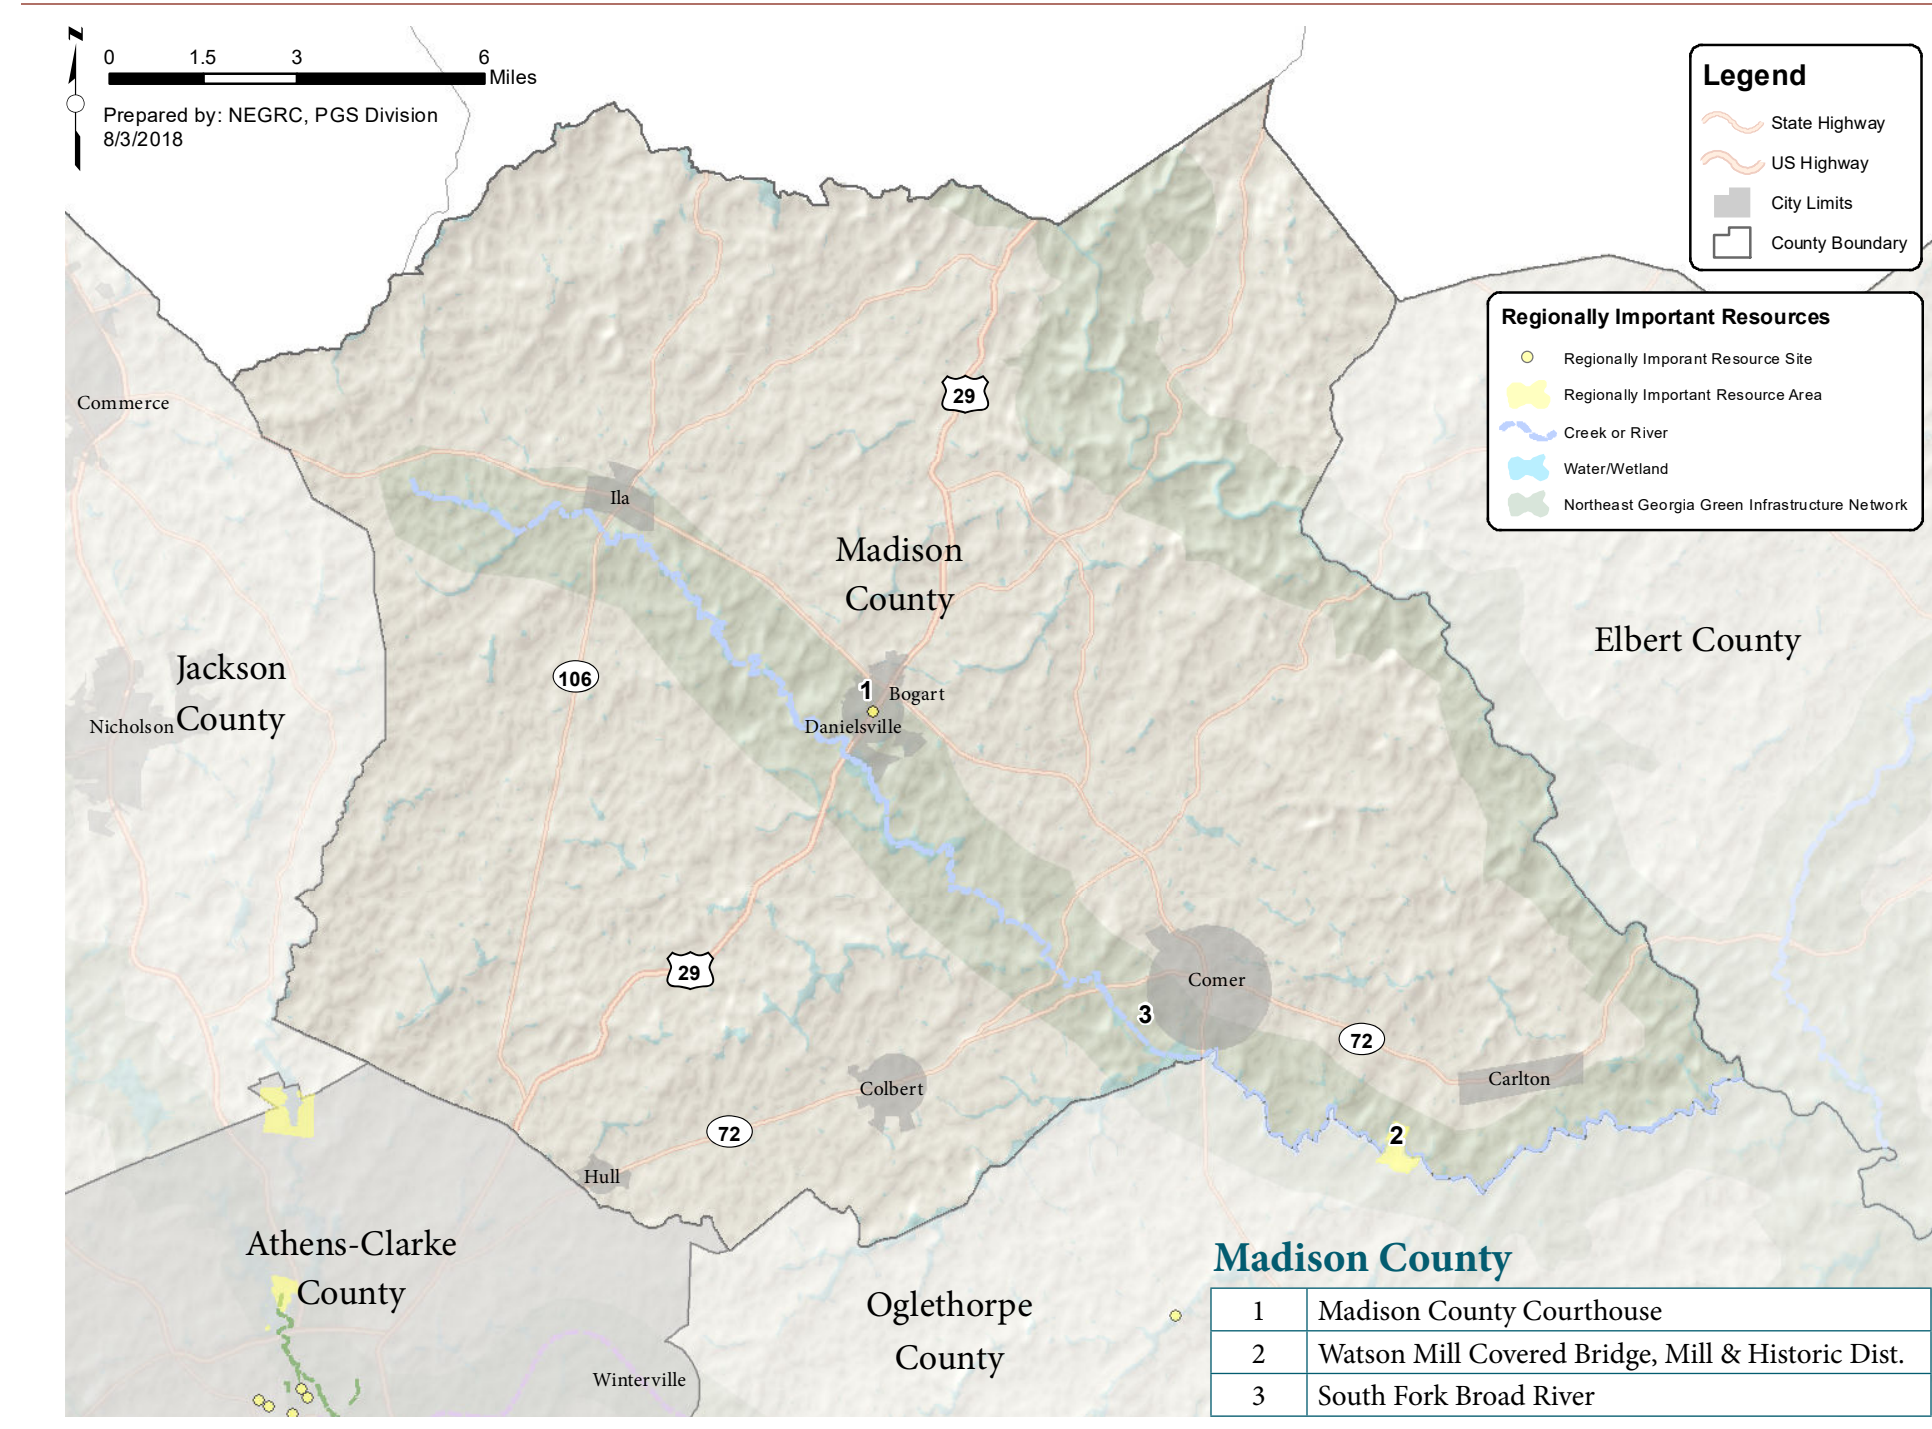 N
0 1.5 3 6
Miles
Prepared by: NEGRC, PGS Division
8/3/2018
Legend
State Highway
US Highway
City Limits
County Boundary
Regionally Important Resources
Regionally Imporant Resource Site
Regionally Important Resource Area
Creek or River
Water/Wetland
Northeast Georgia Green Infrastructure Network
Commerce
29
Ila
Madison
County
Elbert County
Jackson
County
Nicholson
106
1
Bogart
Danielsville
29
Comer
3
72
Carlton
Colbert
72
2
Hull
Athens-Clarke
County
Oglethorpe
County
Winterville
Madison County
1 Madison County Courthouse
2 Watson Mill Covered Bridge, Mill & Historic Dist.
3 South Fork Broad River